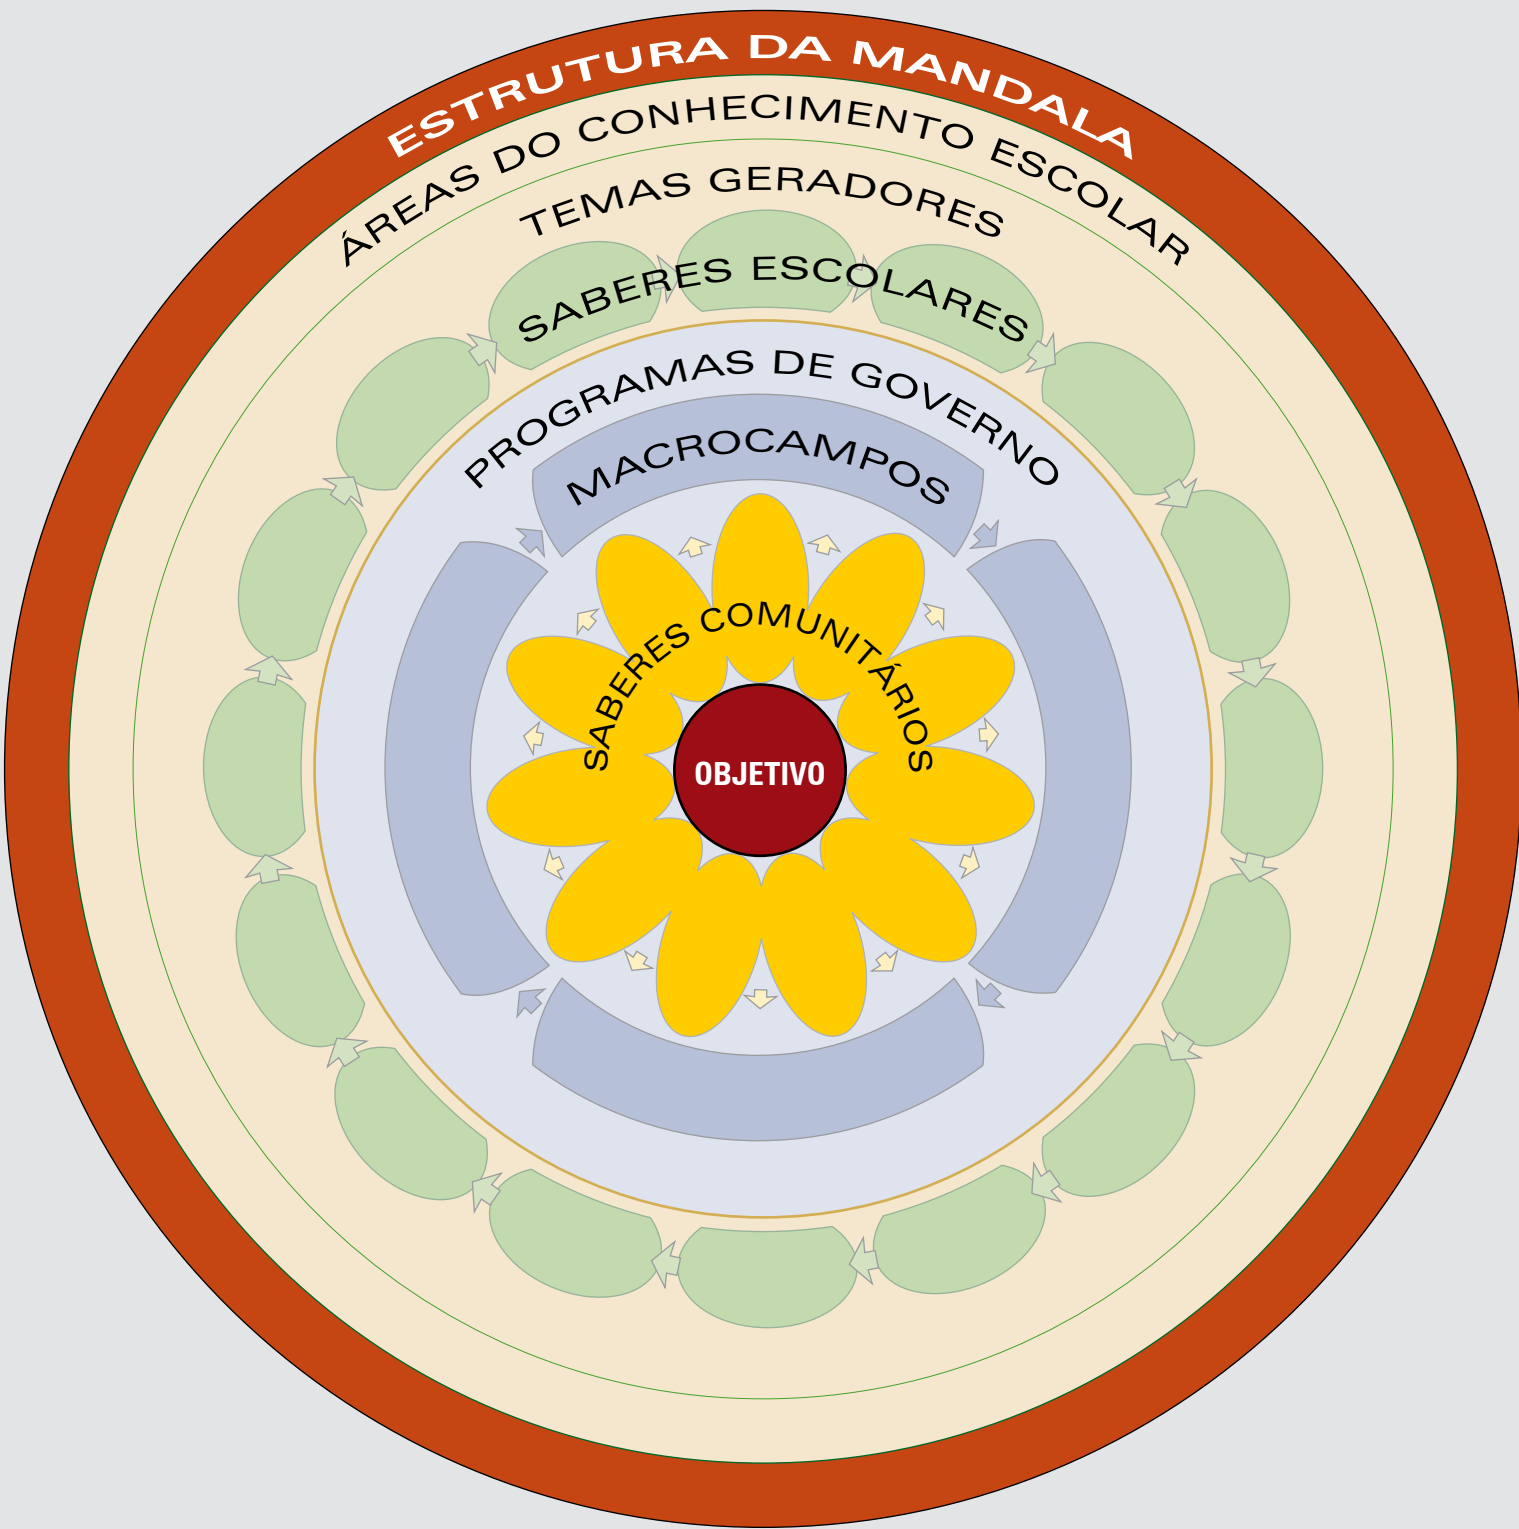 ESTRUTURA DA MANDALA
ÁREAS DO CONHECIMENTO ESCOLAR
TEMAS GERADORES
SABERES ESCOLARES
PROGRAMAS DE GOVERNO
MACROCAMPOS
SABERES COMUNITÁRIOS
OBJETIVO